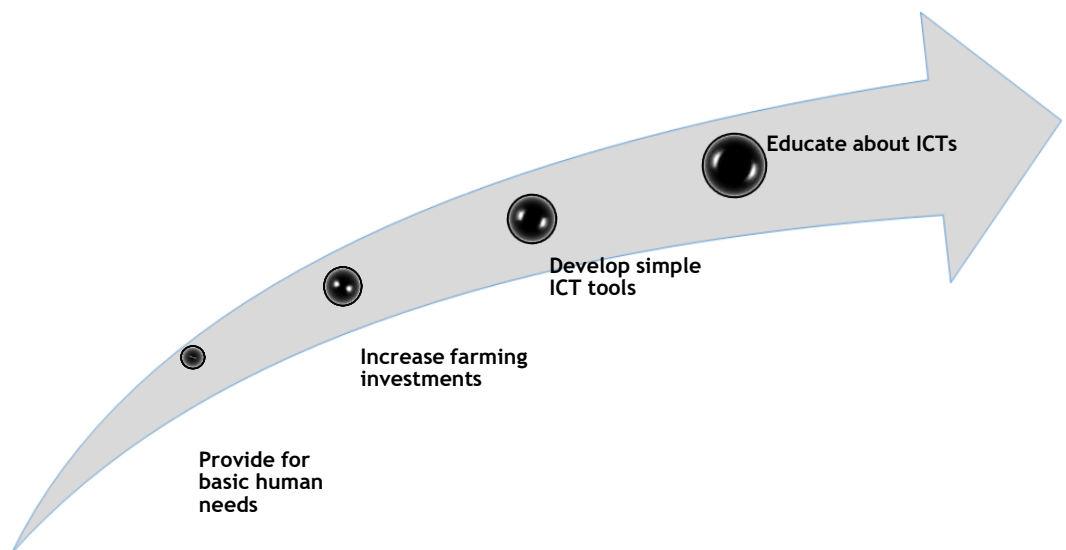 Educate about ICTs
Develop simple
ICT tools
Increase farming
investments
Provide for
basic human
needs